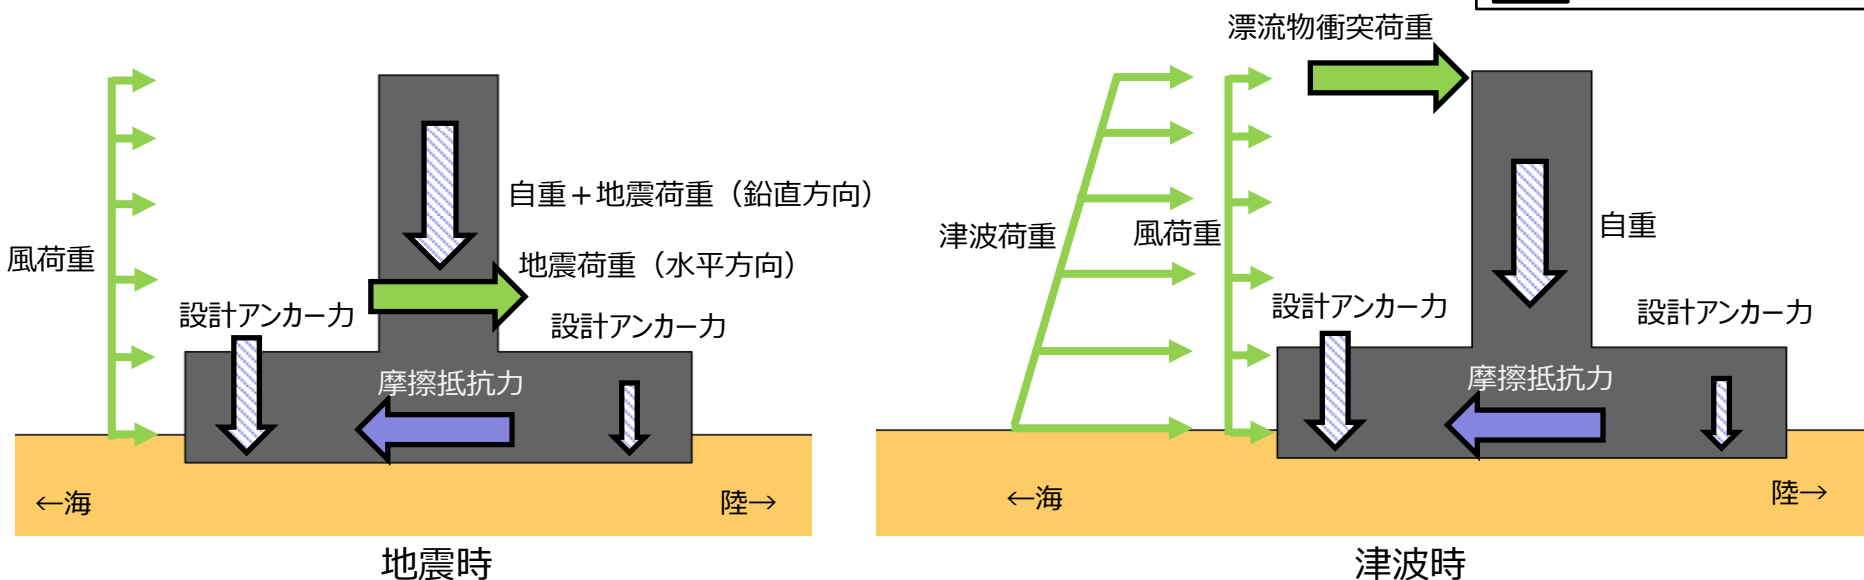 風荷重
自重＋地震荷重（鉛直方向）
地震荷重（水平方向）
設計アンカー力
設計アンカー力
摩擦抵抗力
←海
陸→
地震時
漂流物衝突荷重
津波荷重
風荷重
自重
設計アンカー力
設計アンカー力
摩擦抵抗力
←海
陸→
津波時